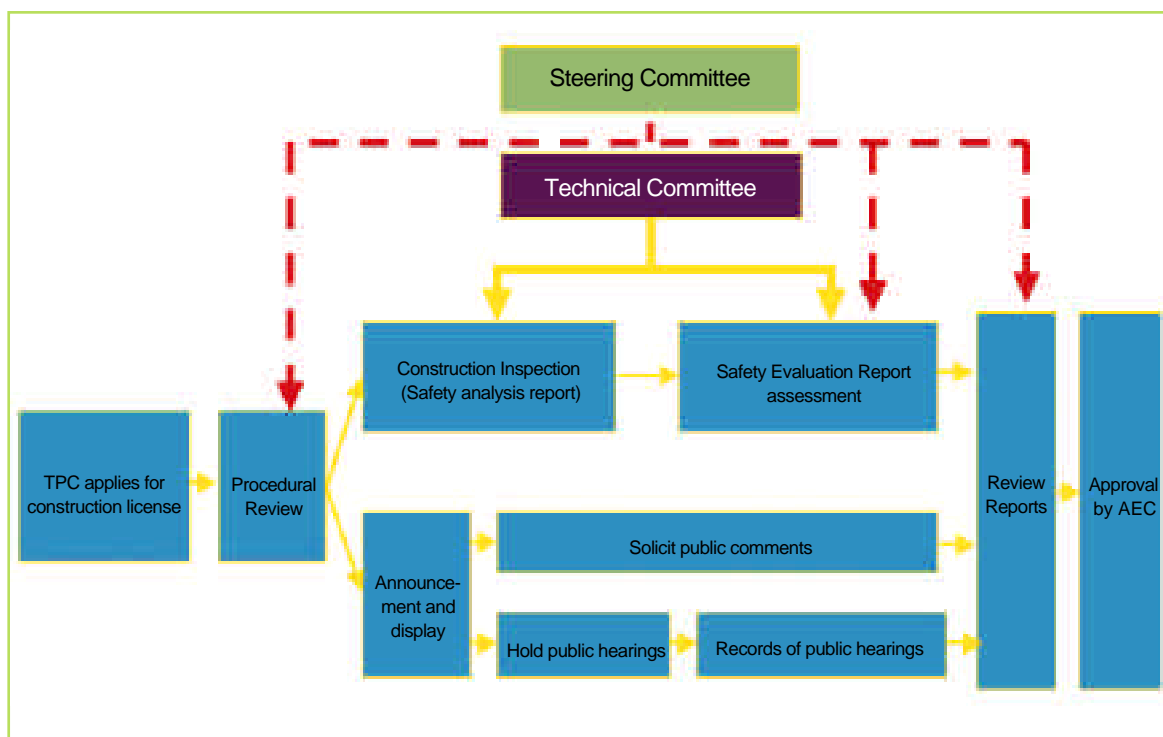 Steering Committee
Technical Committee
Construction Inspection
(Safety analysis report)
Safety Evaluation Report
assessment
TPC applies for
construction license
Procedural
Review
Review
Reports
Approval
by AEC
Solicit public comments
Announce-
ment and
display
Hold public hearings
Records of public hearings